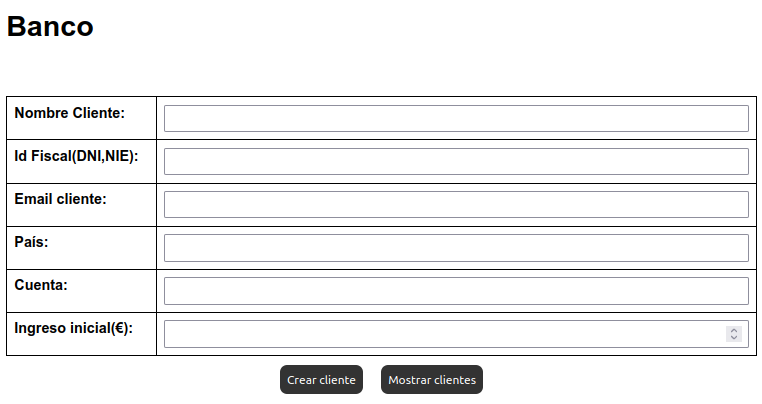 Banco
Nombre Cliente:
Id Fiscal(DNI,NIE):
Email cliente:
País:
Cuenta:
Ingreso inicial(€):
Crear cliente
Mostrar clientes